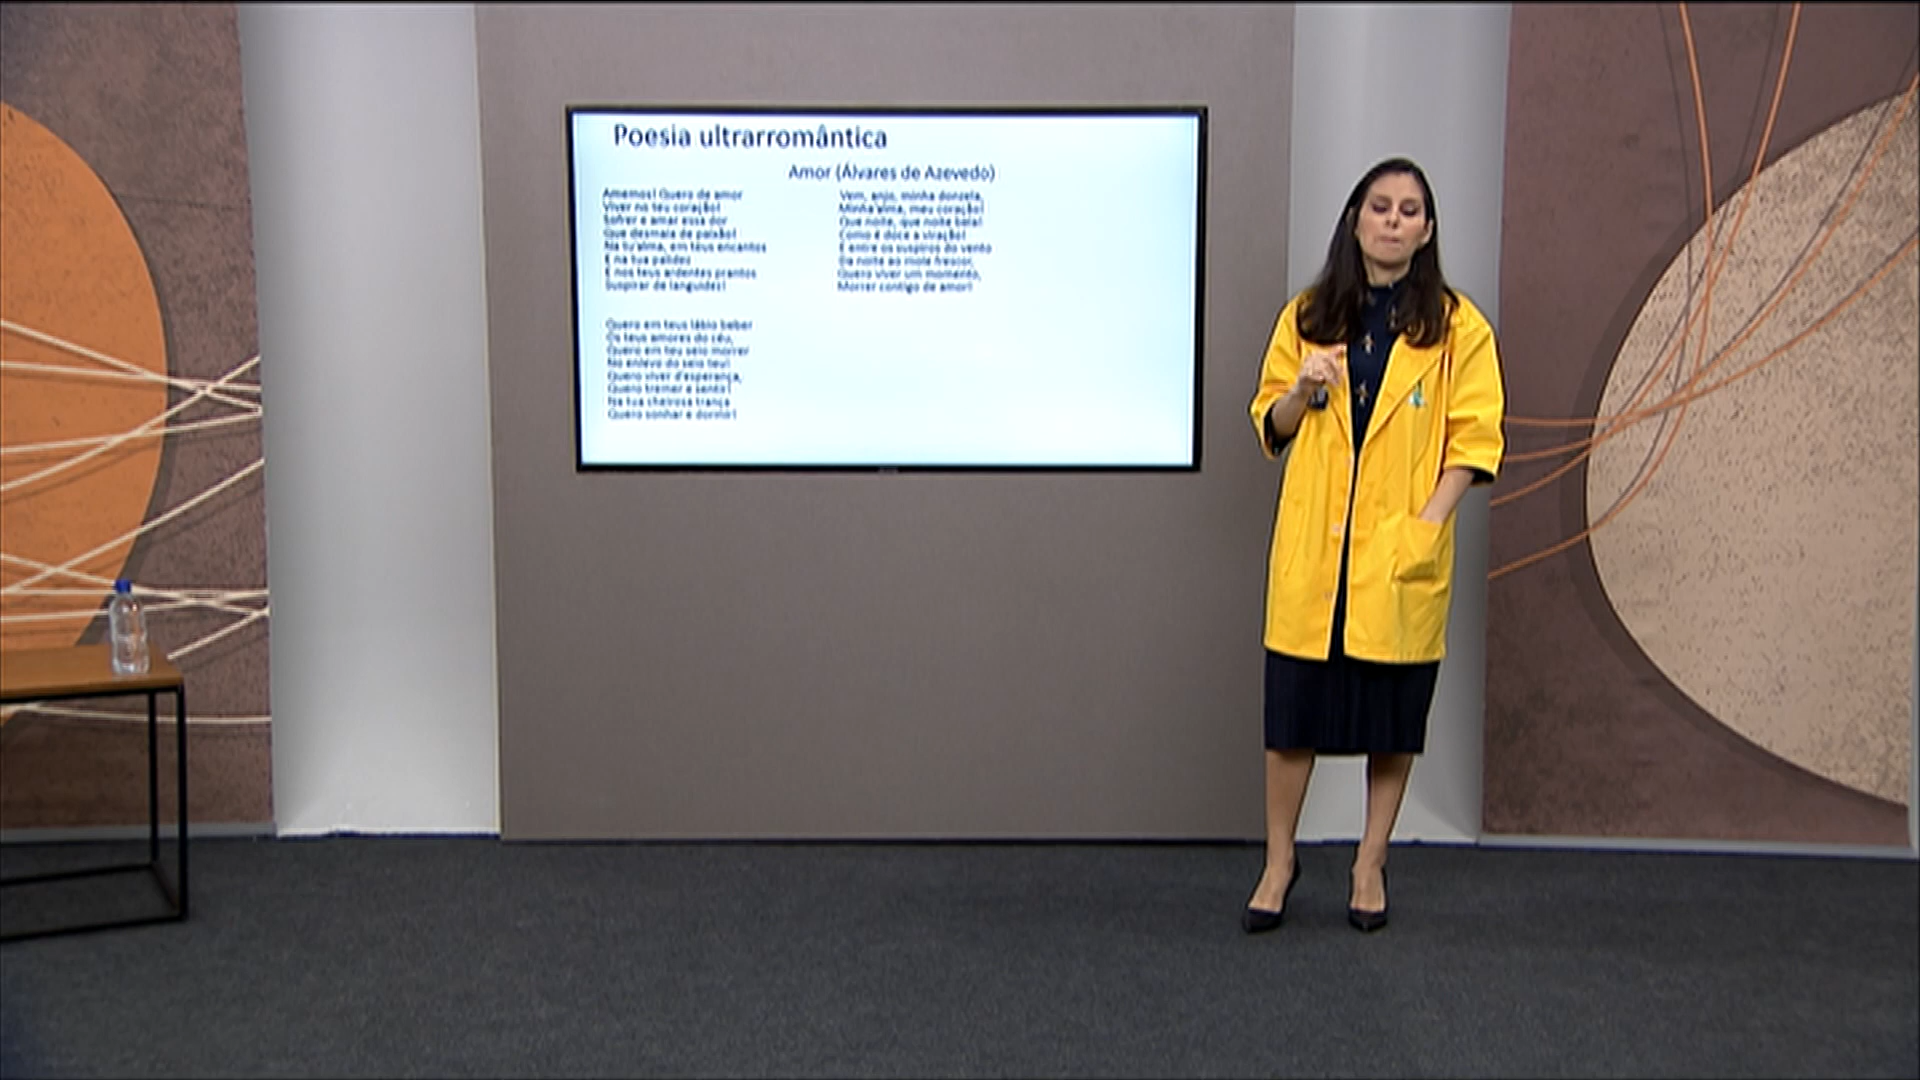 Poesia ultrarromântica
Amor (Álvares de Azevedo)
Amemos! Quero de amor
Viver no teu coração!
Sofrer e amar essa dor
Que desmaia de paixão!
Na tu'alma, em teus encantos
E na tua palidez
E nos teus ardentes prantos
Suspirar de languidez!
Quero em teus lábio beber
Os teus amores do céu,
Quero em teu seio morrer
No enlevo do seio teu!
Quero viver d'esperança,
Quero tremer e sentir!
Na tua cheirosa trança
Quero sonhar e dormir!
Vem, anjo, minha donzela,
Minha'alma, meu coração!
Que noite, que noite bela!
Como é doce a viração!
E entre os suspiros do vento
Da noite ao mole frescor,
Quero viver um momento,
Morrer contigo de amor!